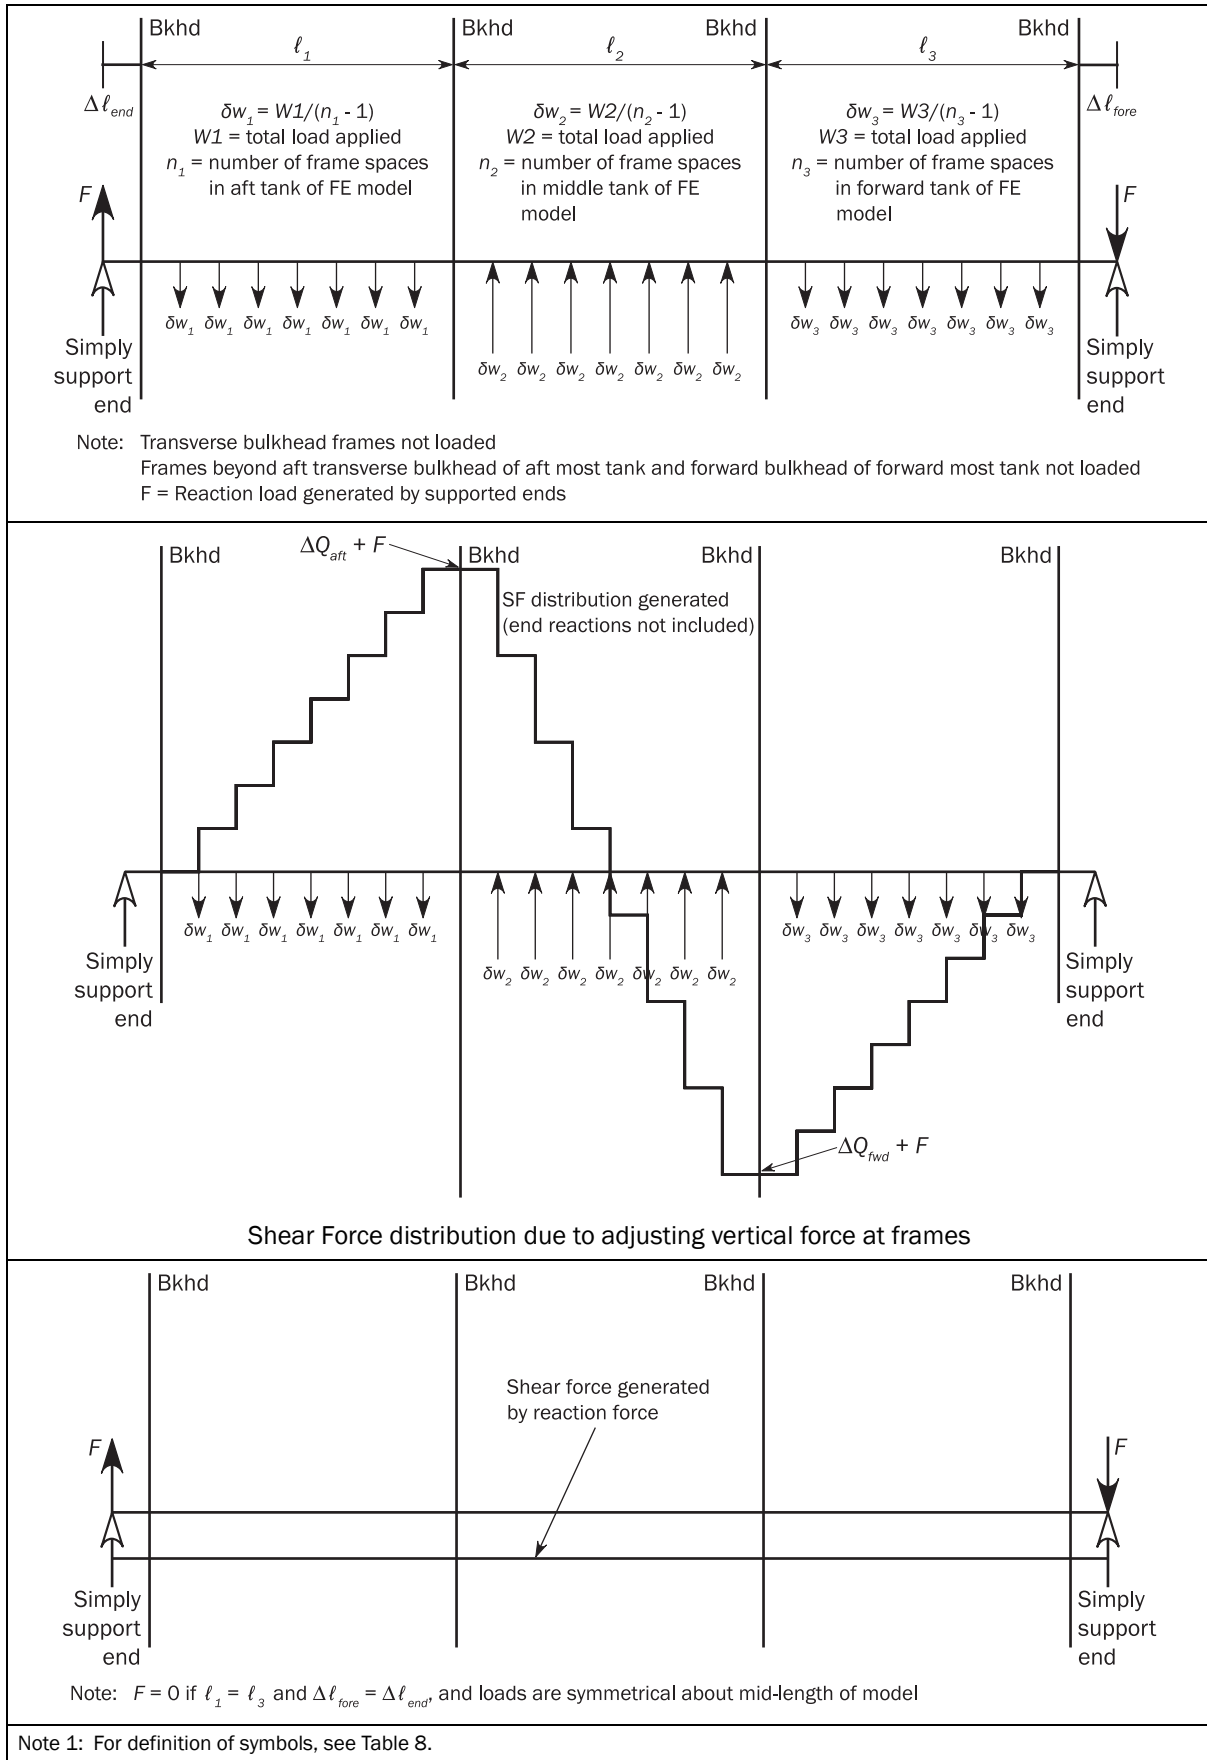 Bkhd Bkhd Bkhd Bkhd
ℓ₁ ℓ₂ ℓ₃
Δℓ_end Δℓ_fore
δw₁ = W1/(n₁ - 1)
W1 = total load applied
n₁ = number of frame spaces
in aft tank of FE model
δw₂ = W2/(n₂ - 1)
W2 = total load applied
n₂ = number of frame spaces
in middle tank of FE
model
δw₃ = W3/(n₃ - 1)
W3 = total load applied
n₃ = number of frame spaces
in forward tank of FE
model
F F
δw₁ δw₁ δw₁ δw₁ δw₁ δw₁ δw₁
δw₂ δw₂ δw₂ δw₂ δw₂ δw₂ δw₂
δw₃ δw₃ δw₃ δw₃ δw₃ δw₃ δw₃
Simply
support
end
Simply
support
end
Note: Transverse bulkhead frames not loaded
Frames beyond aft transverse bulkhead of aft most tank and forward bulkhead of forward most tank not loaded
F = Reaction load generated by supported ends
Bkhd Bkhd Bkhd Bkhd
ΔQ_aft + F
SF distribution generated
(end reactions not included)
δw₁ δw₁ δw₁ δw₁ δw₁ δw₁ δw₁
δw₂ δw₂ δw₂ δw₂ δw₂ δw₂ δw₂
δw₃ δw₃ δw₃ δw₃ δw₃ δw₃ δw₃
Simply
support
end
Simply
support
end
ΔQ_fwd + F
Shear Force distribution due to adjusting vertical force at frames
Bkhd Bkhd Bkhd Bkhd
Shear force generated
by reaction force
F F
Simply
support
end
Simply
support
end
Note: F = 0 if ℓ₁ = ℓ₃ and Δℓ_fore = Δℓ_end, and loads are symmetrical about mid-length of model
Note 1: For definition of symbols, see Table 8.